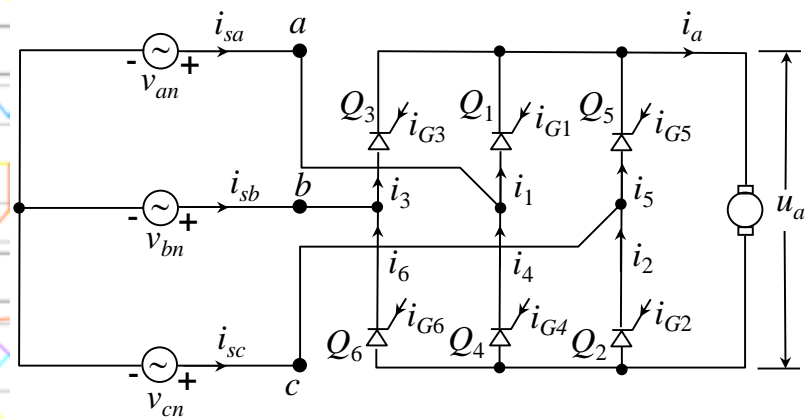 i_sa a i_a
- ~ +
v_an
Q_3 i_G3 Q_1 i_G1 Q_5 i_G5
i_sb b i_3 i_1 i_5 u_a
- ~ +
v_bn
i_6 i_4 i_2
Q_6 i_G6 Q_4 i_G4 Q_2 i_G2
i_sc
- ~ +
v_cn c